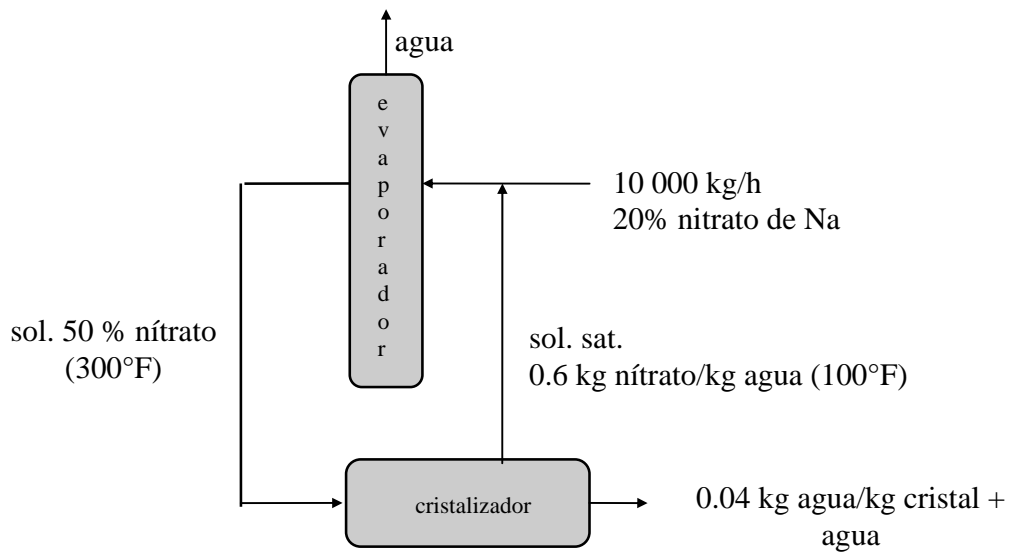 agua
evaporador
10 000 kg/h
20% nitrato de Na
sol. 50 % nítrato
(300°F)
sol. sat.
0.6 kg nítrato/kg agua (100°F)
cristalizador
0.04 kg agua/kg cristal +
agua